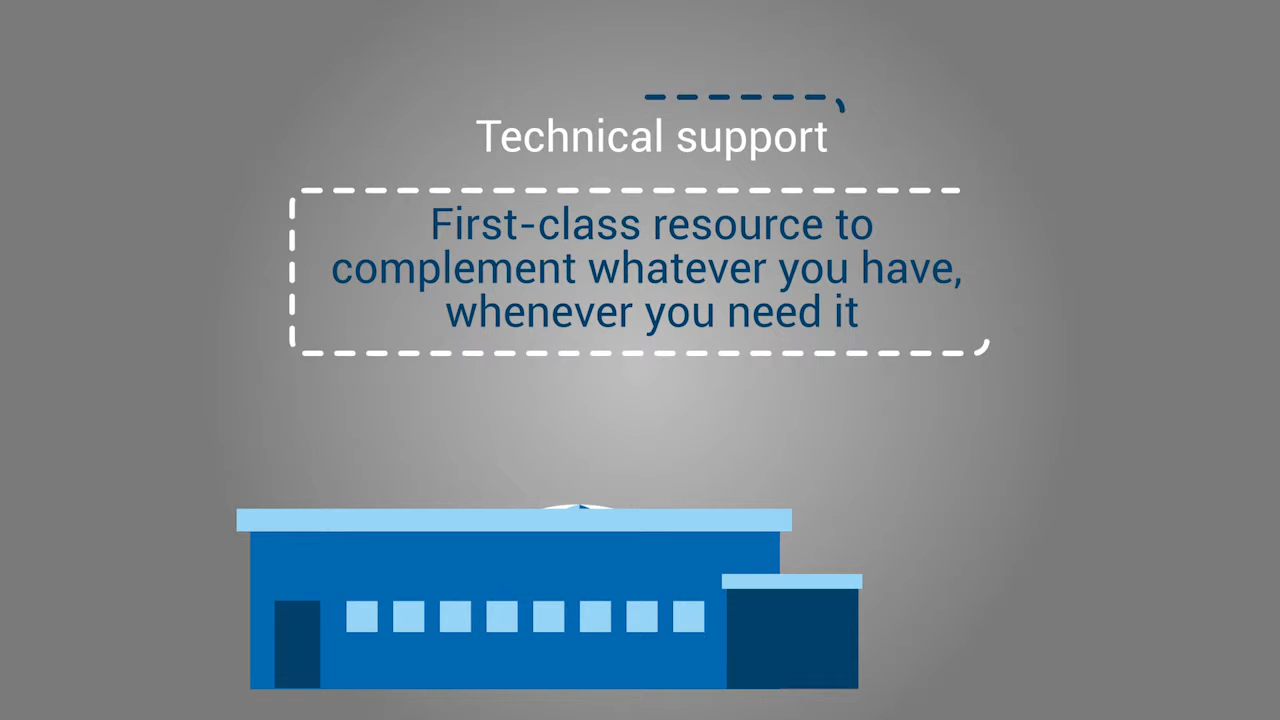 Technical support
First-class resource to
complement whatever you have,
whenever you need it